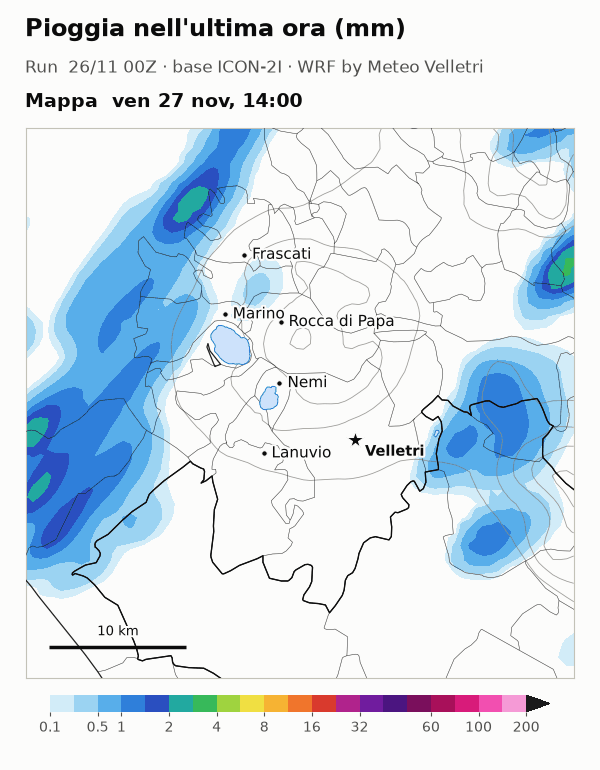 Pioggia nell'ultima ora (mm)
Run  26/11 00Z · base ICON-2I · WRF by Meteo Velletri
Mappa  ven 27 nov, 14:00
Frascati
Marino
Rocca di Papa
Nemi
Velletri
Lanuvio
10 km
0.1 0.5 1 2 4 8 16 32 60 100 200